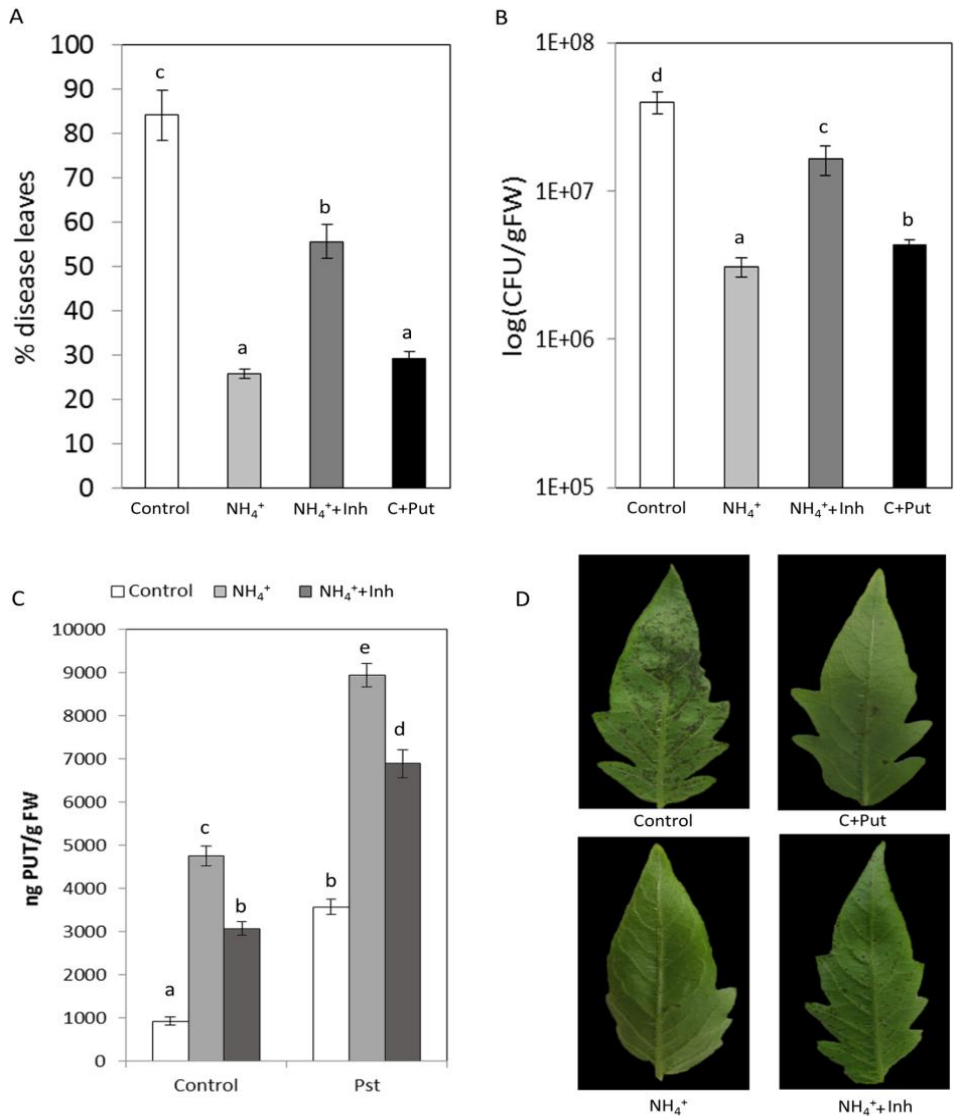 A
% disease leaves
100
90
80
70
60
50
40
30
20
10
0
c
a
b
a
Control NH₄⁺ NH₄⁺+Inh C+Put
B
log(CFU/gFW)
1E+08
1E+07
1E+06
1E+05
d
a
c
b
Control NH₄⁺ NH₄⁺+Inh C+Put
C
Control NH₄⁺ NH₄⁺+Inh
ng PUT/g FW
10000
9000
8000
7000
6000
5000
4000
3000
2000
1000
0
a
c
b
b
e
d
Control Pst
D
Control C+Put
NH₄⁺ NH₄⁺+Inh